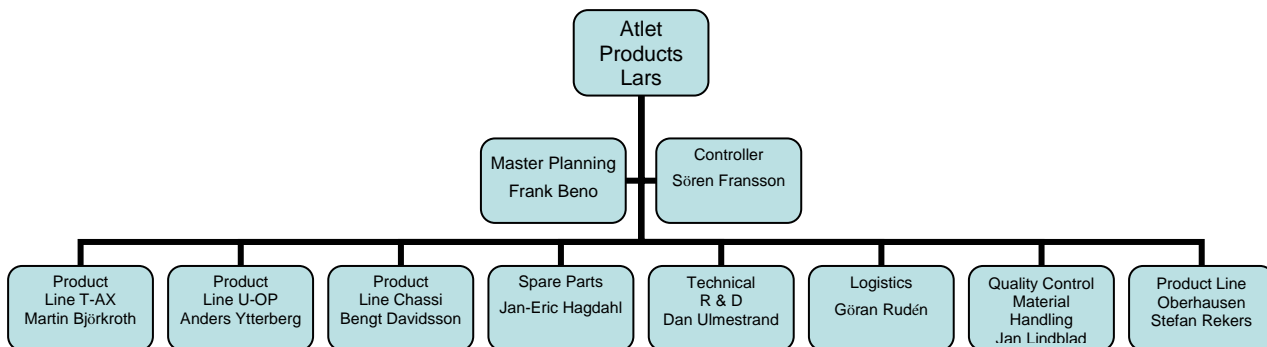 Atlet
Products
Lars
Master Planning
Frank Beno
Controller
Sören Fransson
Product
Line T-AX
Martin Björkroth
Product
Line U-OP
Anders Ytterberg
Product
Line Chassi
Bengt Davidsson
Spare Parts
Jan-Eric Hagdahl
Technical
R & D
Dan Ulmestrand
Logistics
Göran Rudén
Quality Control
Material
Handling
Jan Lindblad
Product Line
Oberhausen
Stefan Rekers